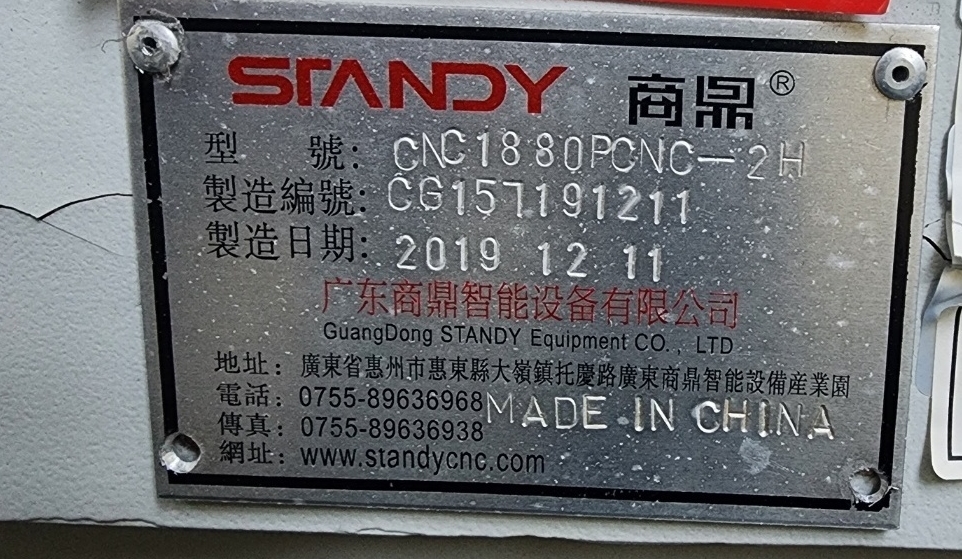 STANDY 商鼎®
型 號: CNC1880PCNC-2H
製造編號: CG157191211
製造日期: 2019 12 11
广东商鼎智能设备有限公司
GuangDong STANDY Equipment CO., LTD
地址: 廣東省惠州市惠東縣大嶺鎮托慶路廣東商鼎智能設備産業園
電話: 0755-89636968 MADE IN CHINA
傳真: 0755-89636938
網址: www.standycnc.com